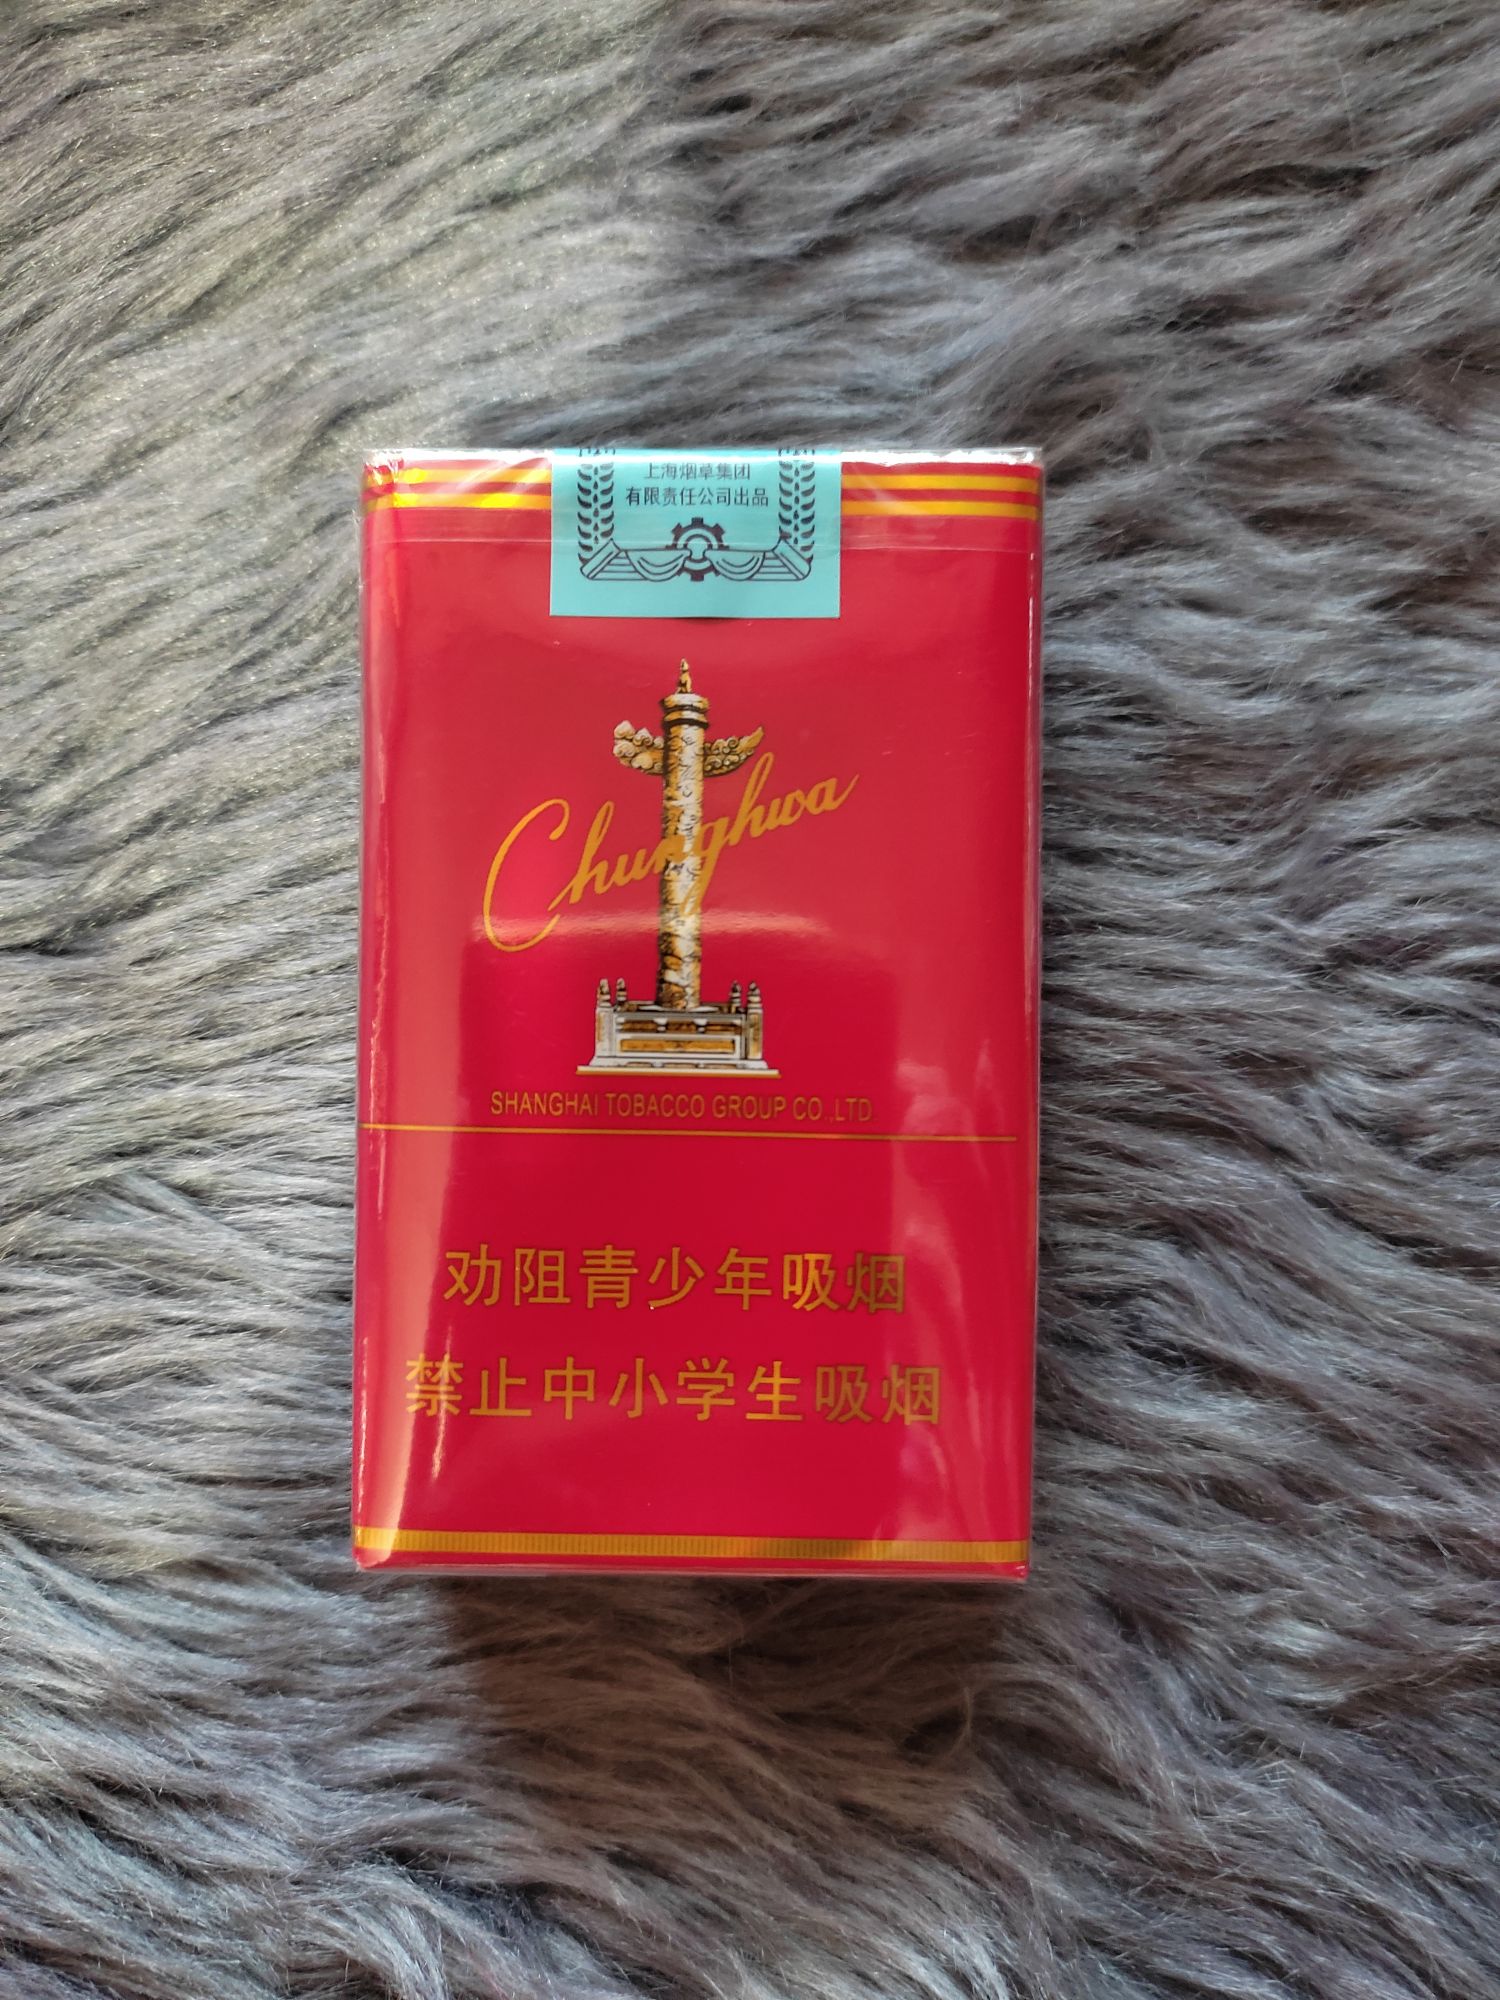 上海烟草集团
有限责任公司出品
Chunghwa
SHANGHAI TOBACCO GROUP CO.,LTD.
劝阻青少年吸烟
禁止中小学生吸烟